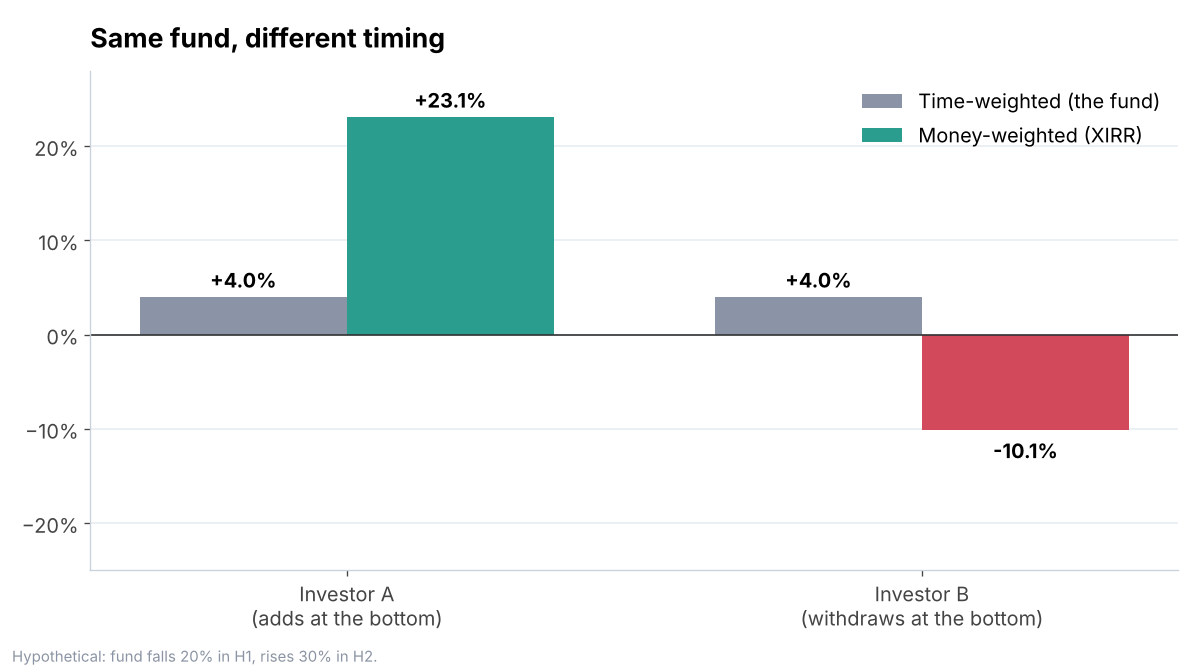 Same fund, different timing
+23.1%
Time-weighted (the fund)
Money-weighted (XIRR)
20%
10%
+4.0%
+4.0%
0%
−10%
-10.1%
−20%
Investor A
(adds at the bottom)
Investor B
(withdraws at the bottom)
Hypothetical: fund falls 20% in H1, rises 30% in H2.